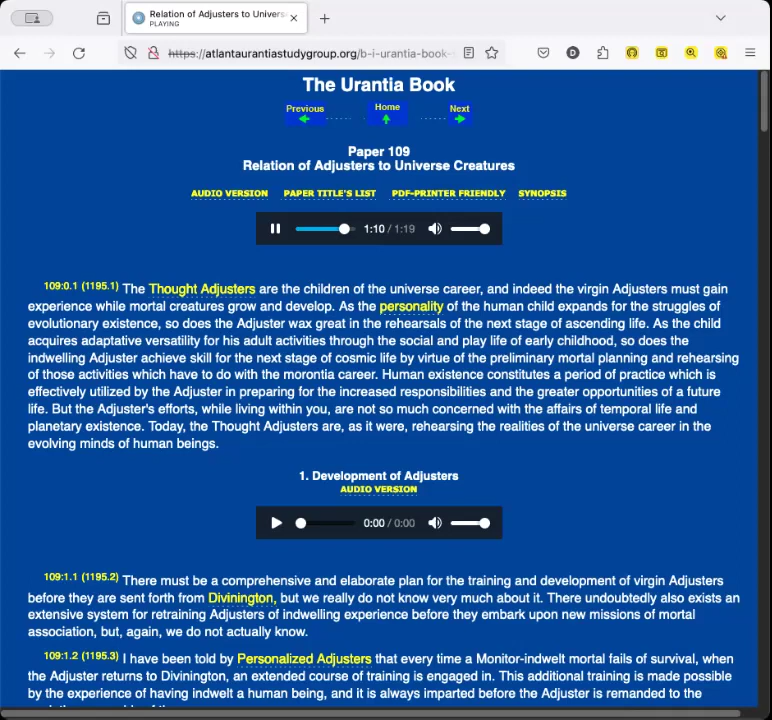 Relation of Adjusters to Univers
PLAYING
https://atlantaurantiastudygroup.org/b-i-urantia-book-
The Urantia Book
Previous Home Next
Paper 109
Relation of Adjusters to Universe Creatures
AUDIO VERSION PAPER TITLE'S LIST PDF-PRINTER FRIENDLY SYNOPSIS
1:10 / 1:19
109:0.1 (1195.1) The Thought Adjusters are the children of the universe career, and indeed the virgin Adjusters must gain
experience while mortal creatures grow and develop. As the personality of the human child expands for the struggles of
evolutionary existence, so does the Adjuster wax great in the rehearsals of the next stage of ascending life. As the child
acquires adaptative versatility for his adult activities through the social and play life of early childhood, so does the
indwelling Adjuster achieve skill for the next stage of cosmic life by virtue of the preliminary mortal planning and rehearsing
of those activities which have to do with the morontia career. Human existence constitutes a period of practice which is
effectively utilized by the Adjuster in preparing for the increased responsibilities and the greater opportunities of a future
life. But the Adjuster's efforts, while living within you, are not so much concerned with the affairs of temporal life and
planetary existence. Today, the Thought Adjusters are, as it were, rehearsing the realities of the universe career in the
evolving minds of human beings.
1. Development of Adjusters
AUDIO VERSION
0:00 / 0:00
109:1.1 (1195.2) There must be a comprehensive and elaborate plan for the training and development of virgin Adjusters
before they are sent forth from Divinington, but we really do not know very much about it. There undoubtedly also exists an
extensive system for retraining Adjusters of indwelling experience before they embark upon new missions of mortal
association, but, again, we do not actually know.
109:1.2 (1195.3) I have been told by Personalized Adjusters that every time a Monitor-indwelt mortal fails of survival, when
the Adjuster returns to Divinington, an extended course of training is engaged in. This additional training is made possible
by the experience of having indwelt a human being, and it is always imparted before the Adjuster is remanded to the